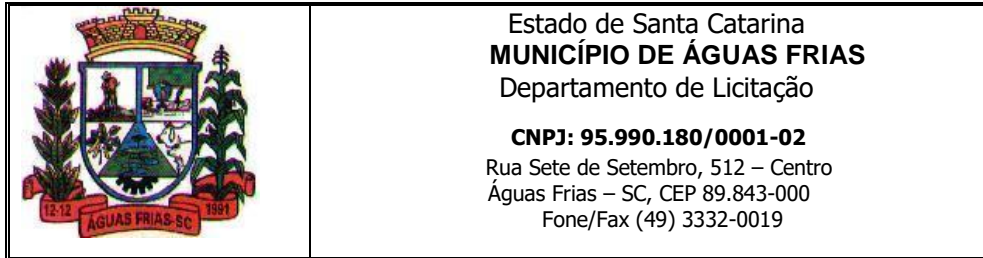 Estado de Santa Catarina
MUNICÍPIO DE ÁGUAS FRIAS
Departamento de Licitação
CNPJ: 95.990.180/0001-02
Rua Sete de Setembro, 512 – Centro
Águas Frias – SC, CEP 89.843-000
Fone/Fax (49) 3332-0019
12-12
ÁGUAS FRIAS-SC
1991